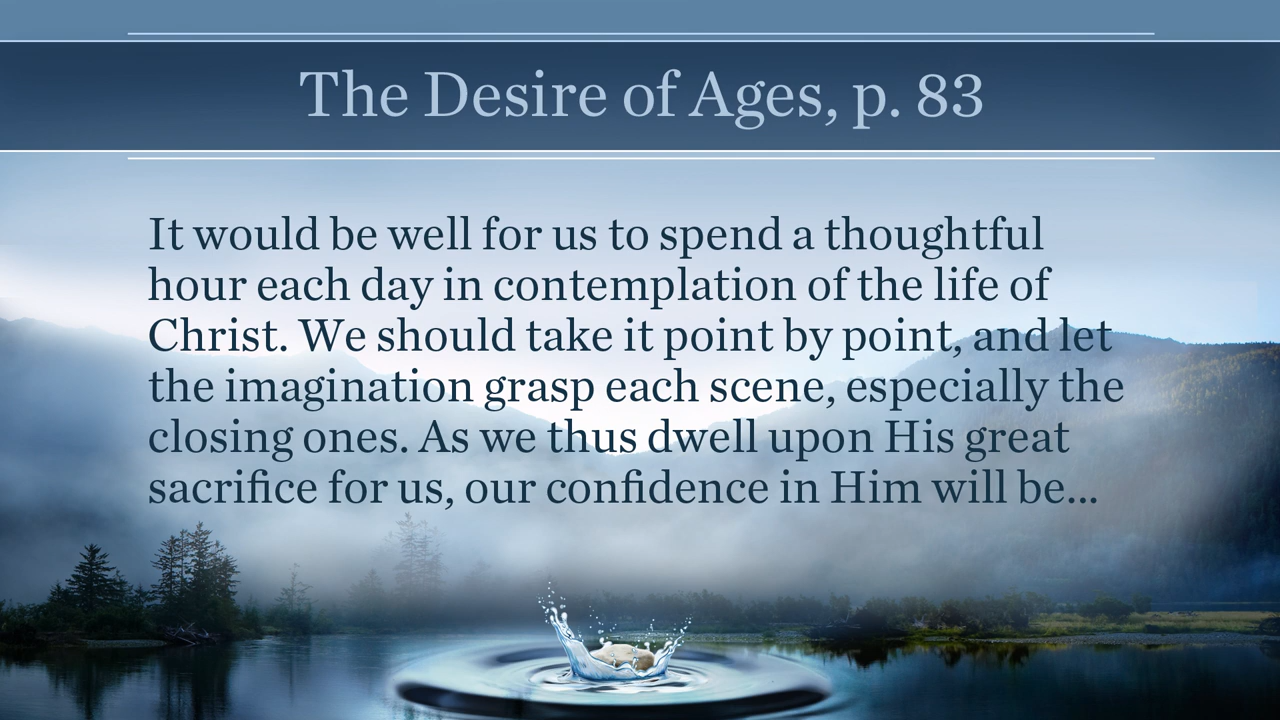 The Desire of Ages, p. 83
It would be well for us to spend a thoughtful
hour each day in contemplation of the life of
Christ. We should take it point by point, and let
the imagination grasp each scene, especially the
closing ones. As we thus dwell upon His great
sacrifice for us, our confidence in Him will be...